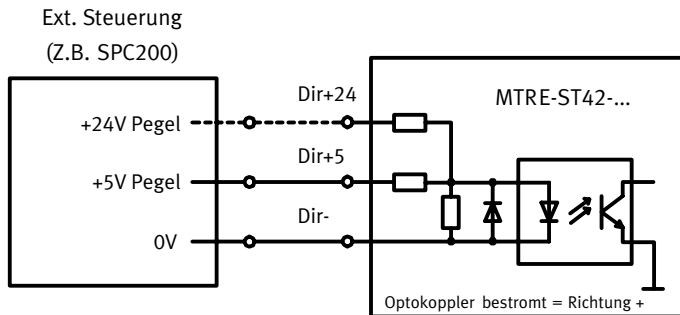 Ext. Steuerung
(Z.B. SPC200)
Dir+24
MTRE-ST42-...
+24V Pegel
Dir+5
+5V Pegel
Dir-
0V
Optokoppler bestromt = Richtung +